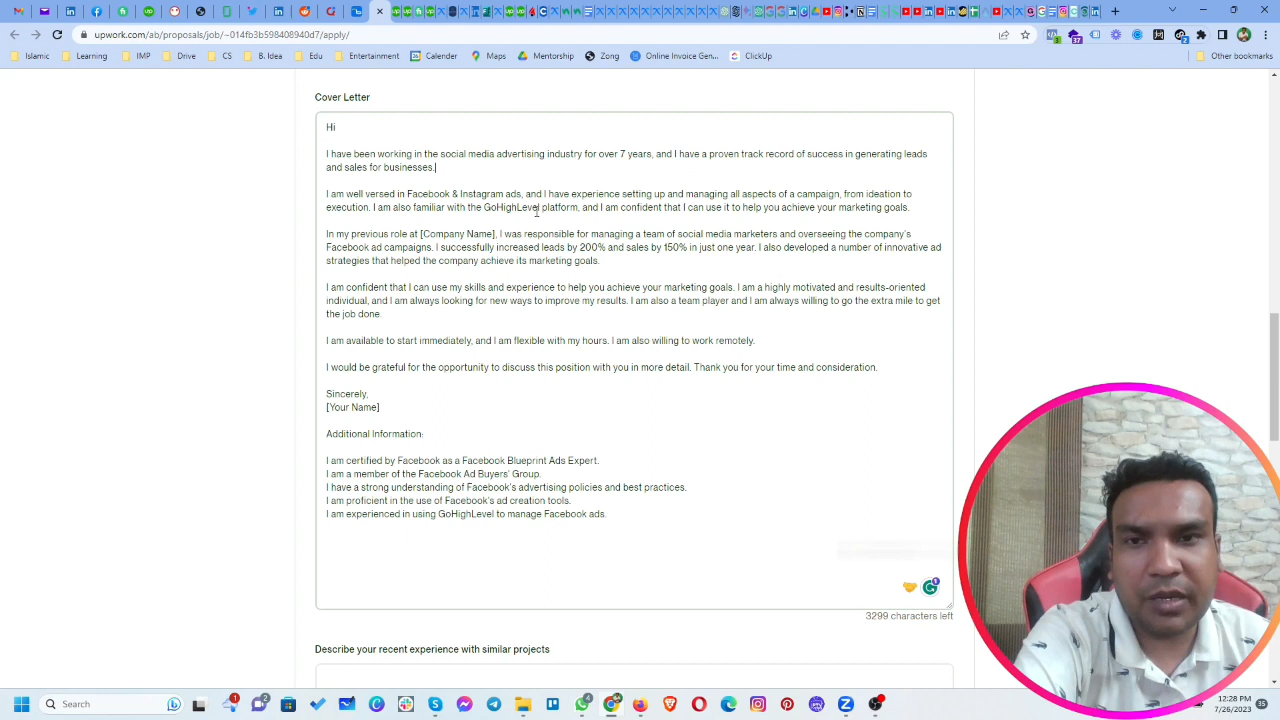 upwork.com/ab/proposals/job/~014fb3b598408940d7/apply/
Islamic
Learning
IMP
Drive
CS
B. Idea
Edu
Entertainment
Calender
Maps
Mentorship
Zong
Online Invoice Gen...
ClickUp
Other bookmarks
Cover Letter
Hi
I have been working in the social media advertising industry for over 7 years, and I have a proven track record of success in generating leads
and sales for businesses.
I am well versed in Facebook & Instagram ads, and I have experience setting up and managing all aspects of a campaign, from ideation to
execution. I am also familiar with the GoHighLevel platform, and I am confident that I can use it to help you achieve your marketing goals.
In my previous role at [Company Name], I was responsible for managing a team of social media marketers and overseeing the company's
Facebook ad campaigns. I successfully increased leads by 200% and sales by 150% in just one year. I also developed a number of innovative ad
strategies that helped the company achieve its marketing goals.
I am confident that I can use my skills and experience to help you achieve your marketing goals. I am a highly motivated and results-oriented
individual, and I am always looking for new ways to improve my results. I am also a team player and I am always willing to go the extra mile to get
the job done.
I am available to start immediately, and I am flexible with my hours. I am also willing to work remotely.
I would be grateful for the opportunity to discuss this position with you in more detail. Thank you for your time and consideration.
Sincerely,
[Your Name]
Additional Information:
I am certified by Facebook as a Facebook Blueprint Ads Expert.
I am a member of the Facebook Ad Buyers' Group.
I have a strong understanding of Facebook's advertising policies and best practices.
I am proficient in the use of Facebook's ad creation tools.
I am experienced in using GoHighLevel to manage Facebook ads.
3299 characters left
Describe your recent experience with similar projects
Search
12:28 PM
7/26/2023
35